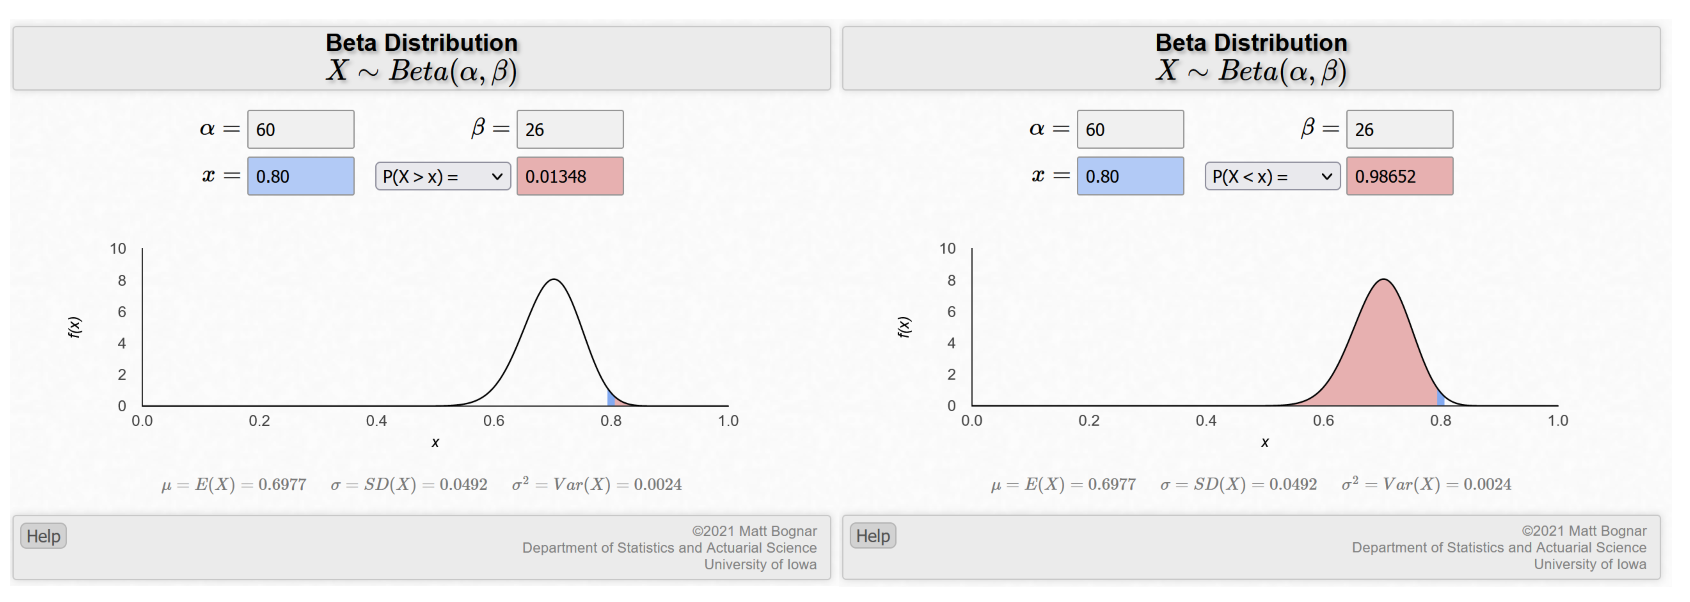 Beta Distribution
X ∼ Beta(α, β)
α = 60
β = 26
x = 0.80
P(X > x) =
0.01348
10
8
6
4
2
0
f(x)
0.0 0.2 0.4 0.6 0.8 1.0
x
μ = E(X) = 0.6977 σ = SD(X) = 0.0492 σ² = Var(X) = 0.0024
Help
©2021 Matt Bognar
Department of Statistics and Actuarial Science
University of Iowa
Beta Distribution
X ∼ Beta(α, β)
α = 60
β = 26
x = 0.80
P(X < x) =
0.98652
10
8
6
4
2
0
f(x)
0.0 0.2 0.4 0.6 0.8 1.0
x
μ = E(X) = 0.6977 σ = SD(X) = 0.0492 σ² = Var(X) = 0.0024
Help
©2021 Matt Bognar
Department of Statistics and Actuarial Science
University of Iowa